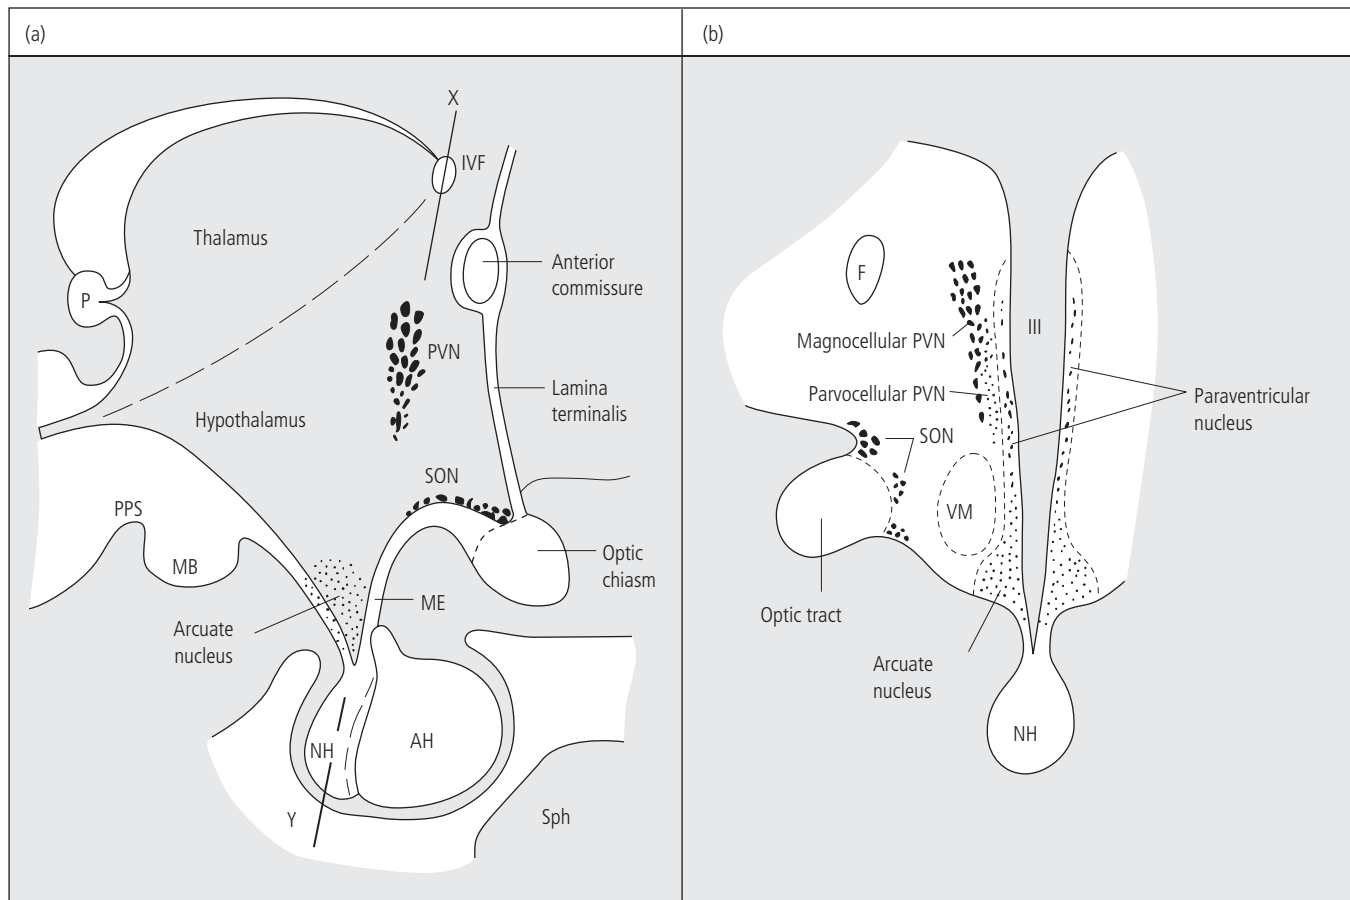 (a)
X
IVF
Thalamus
Anterior
commissure
P
PVN
Lamina
terminalis
Hypothalamus
SON
PPS
MB
Optic
chiasm
ME
Arcuate
nucleus
NH
AH
Y
Sph
(b)
F
III
Magnocellular PVN
Parvocellular PVN
Paraventricular
nucleus
SON
VM
Optic tract
Arcuate
nucleus
NH